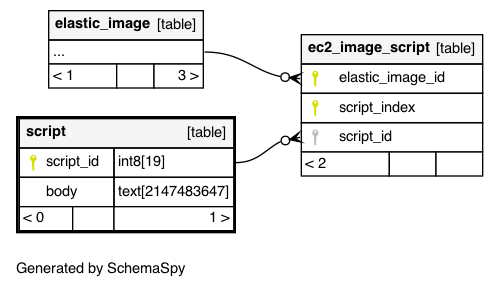 elastic_image [table]
...
< 1 3 >
ec2_image_script [table]
elastic_image_id
script_index
script_id
< 2
script [table]
script_id int8[19]
body text[2147483647]
< 0 1 >
Generated by SchemaSpy